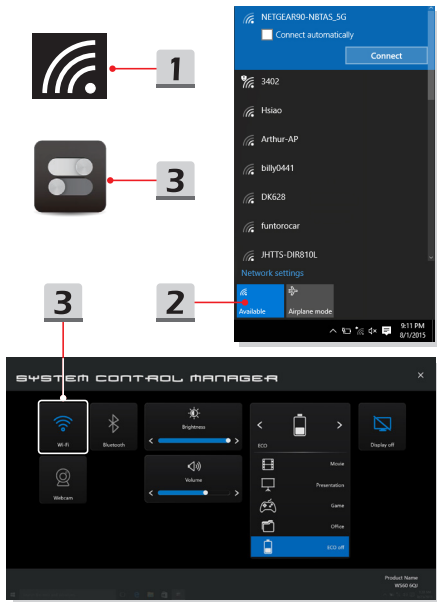 NETGEAR90-NBTAS_5G
Connect automatically
Connect
1
3402
Hsiao
Arthur-AP
3
billy0441
DK628
funtorocar
JHTTS-DIR810L
Network settings
3
2
Available
Airplane mode
9:11 PM
8/1/2015
SYSTEM CONTROL MANAGER
Wi-Fi
Bluetooth
Brightness
ECO
Display off
Webcam
Volume
Movie
Presentation
Game
Office
ECO off
Product Name
WS60 6QJ